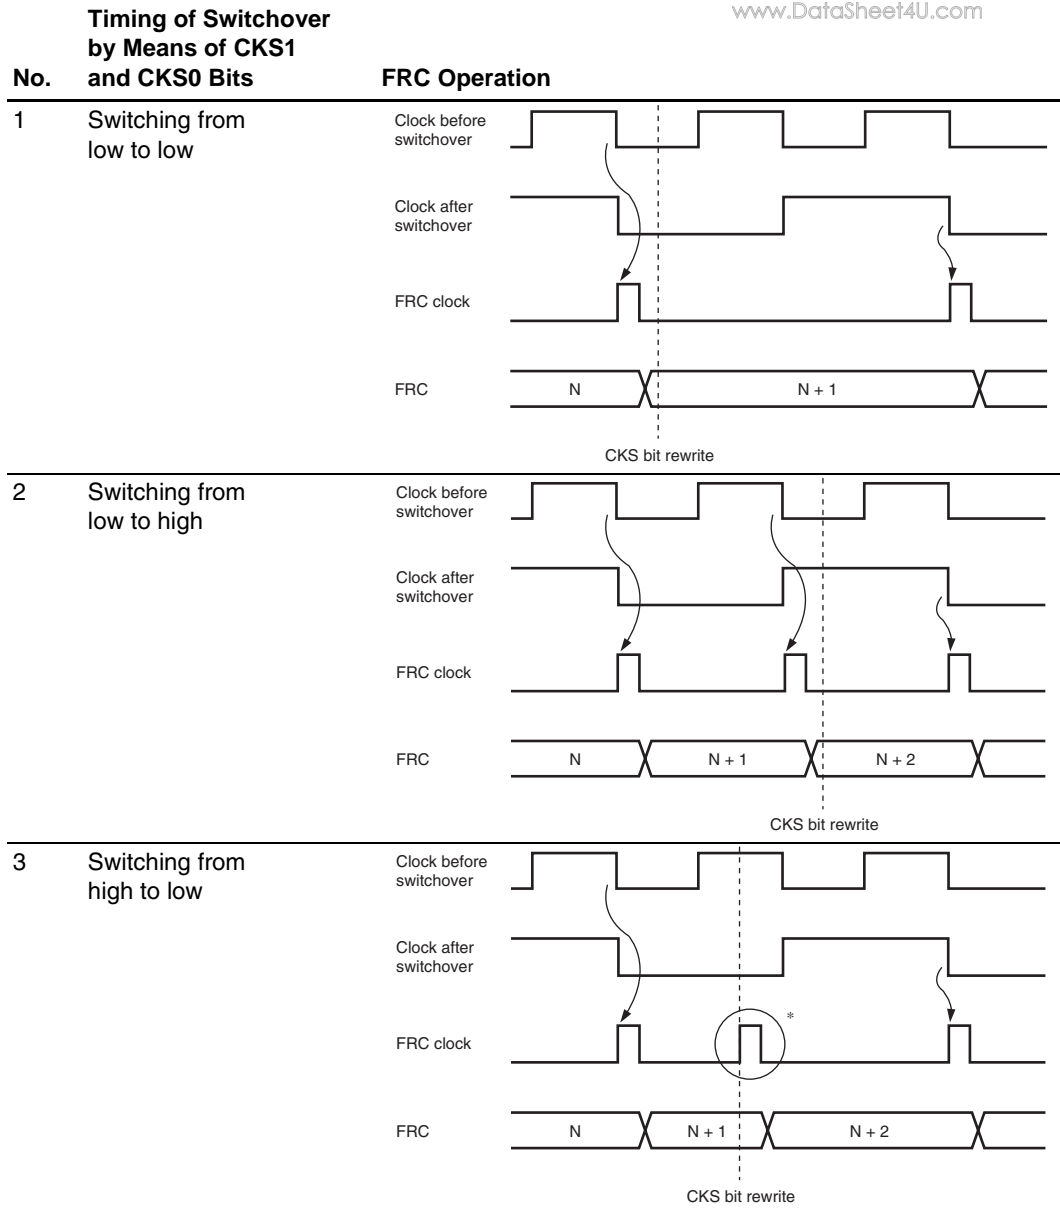 www.DataSheet4U.com
Timing of Switchover
by Means of CKS1
No. and CKS0 Bits FRC Operation
1 Switching from
low to low
Clock before
switchover
Clock after
switchover
FRC clock
FRC N N + 1
CKS bit rewrite
2 Switching from
low to high
Clock before
switchover
Clock after
switchover
FRC clock
FRC N N + 1 N + 2
CKS bit rewrite
3 Switching from
high to low
Clock before
switchover
Clock after
switchover
*
FRC clock
FRC N N + 1 N + 2
CKS bit rewrite